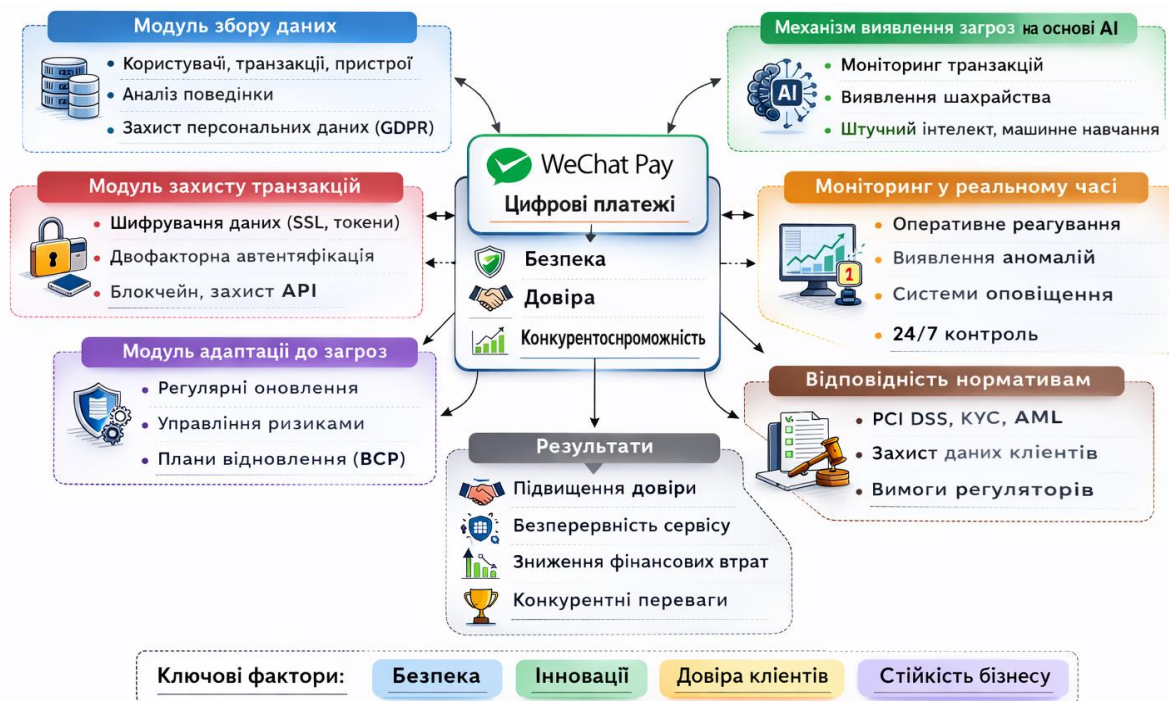 Модуль збору даних
Користувачі, транзакції, пристрої
Аналіз поведінки
Захист персональних даних (GDPR)
Механізм виявлення загроз на основі AI
AI
Моніторинг транзакцій
Виявлення шахрайства
Штучний інтелект, машинне навчання
WeChat Pay
Цифрові платежі
Безпека
Довіра
Конкурентоснроможність
Модуль захисту транзакцій
Шифрування даних (SSL, токени)
Двофакторна автентяфікація
Блокчейн, захист API
Моніторинг у реальному часі
1
Оперативне реагування
Виявлення аномалій
Системи оповіщення
24/7 контроль
Модуль адаптації до загроз
Регулярні оновлення
Управління ризиками
Плани відновлення (BCP)
Відповідність нормативам
PCI DSS, KYC, AML
Захист даних клієнтів
Вимоги регуляторів
Результати
Підвищення довіри
Безперервність сервісу
Зниження фінансових втрат
Конкурентні переваги
Ключові фактори: Безпека Інновації Довіра клієнтів Стійкість бізнесу